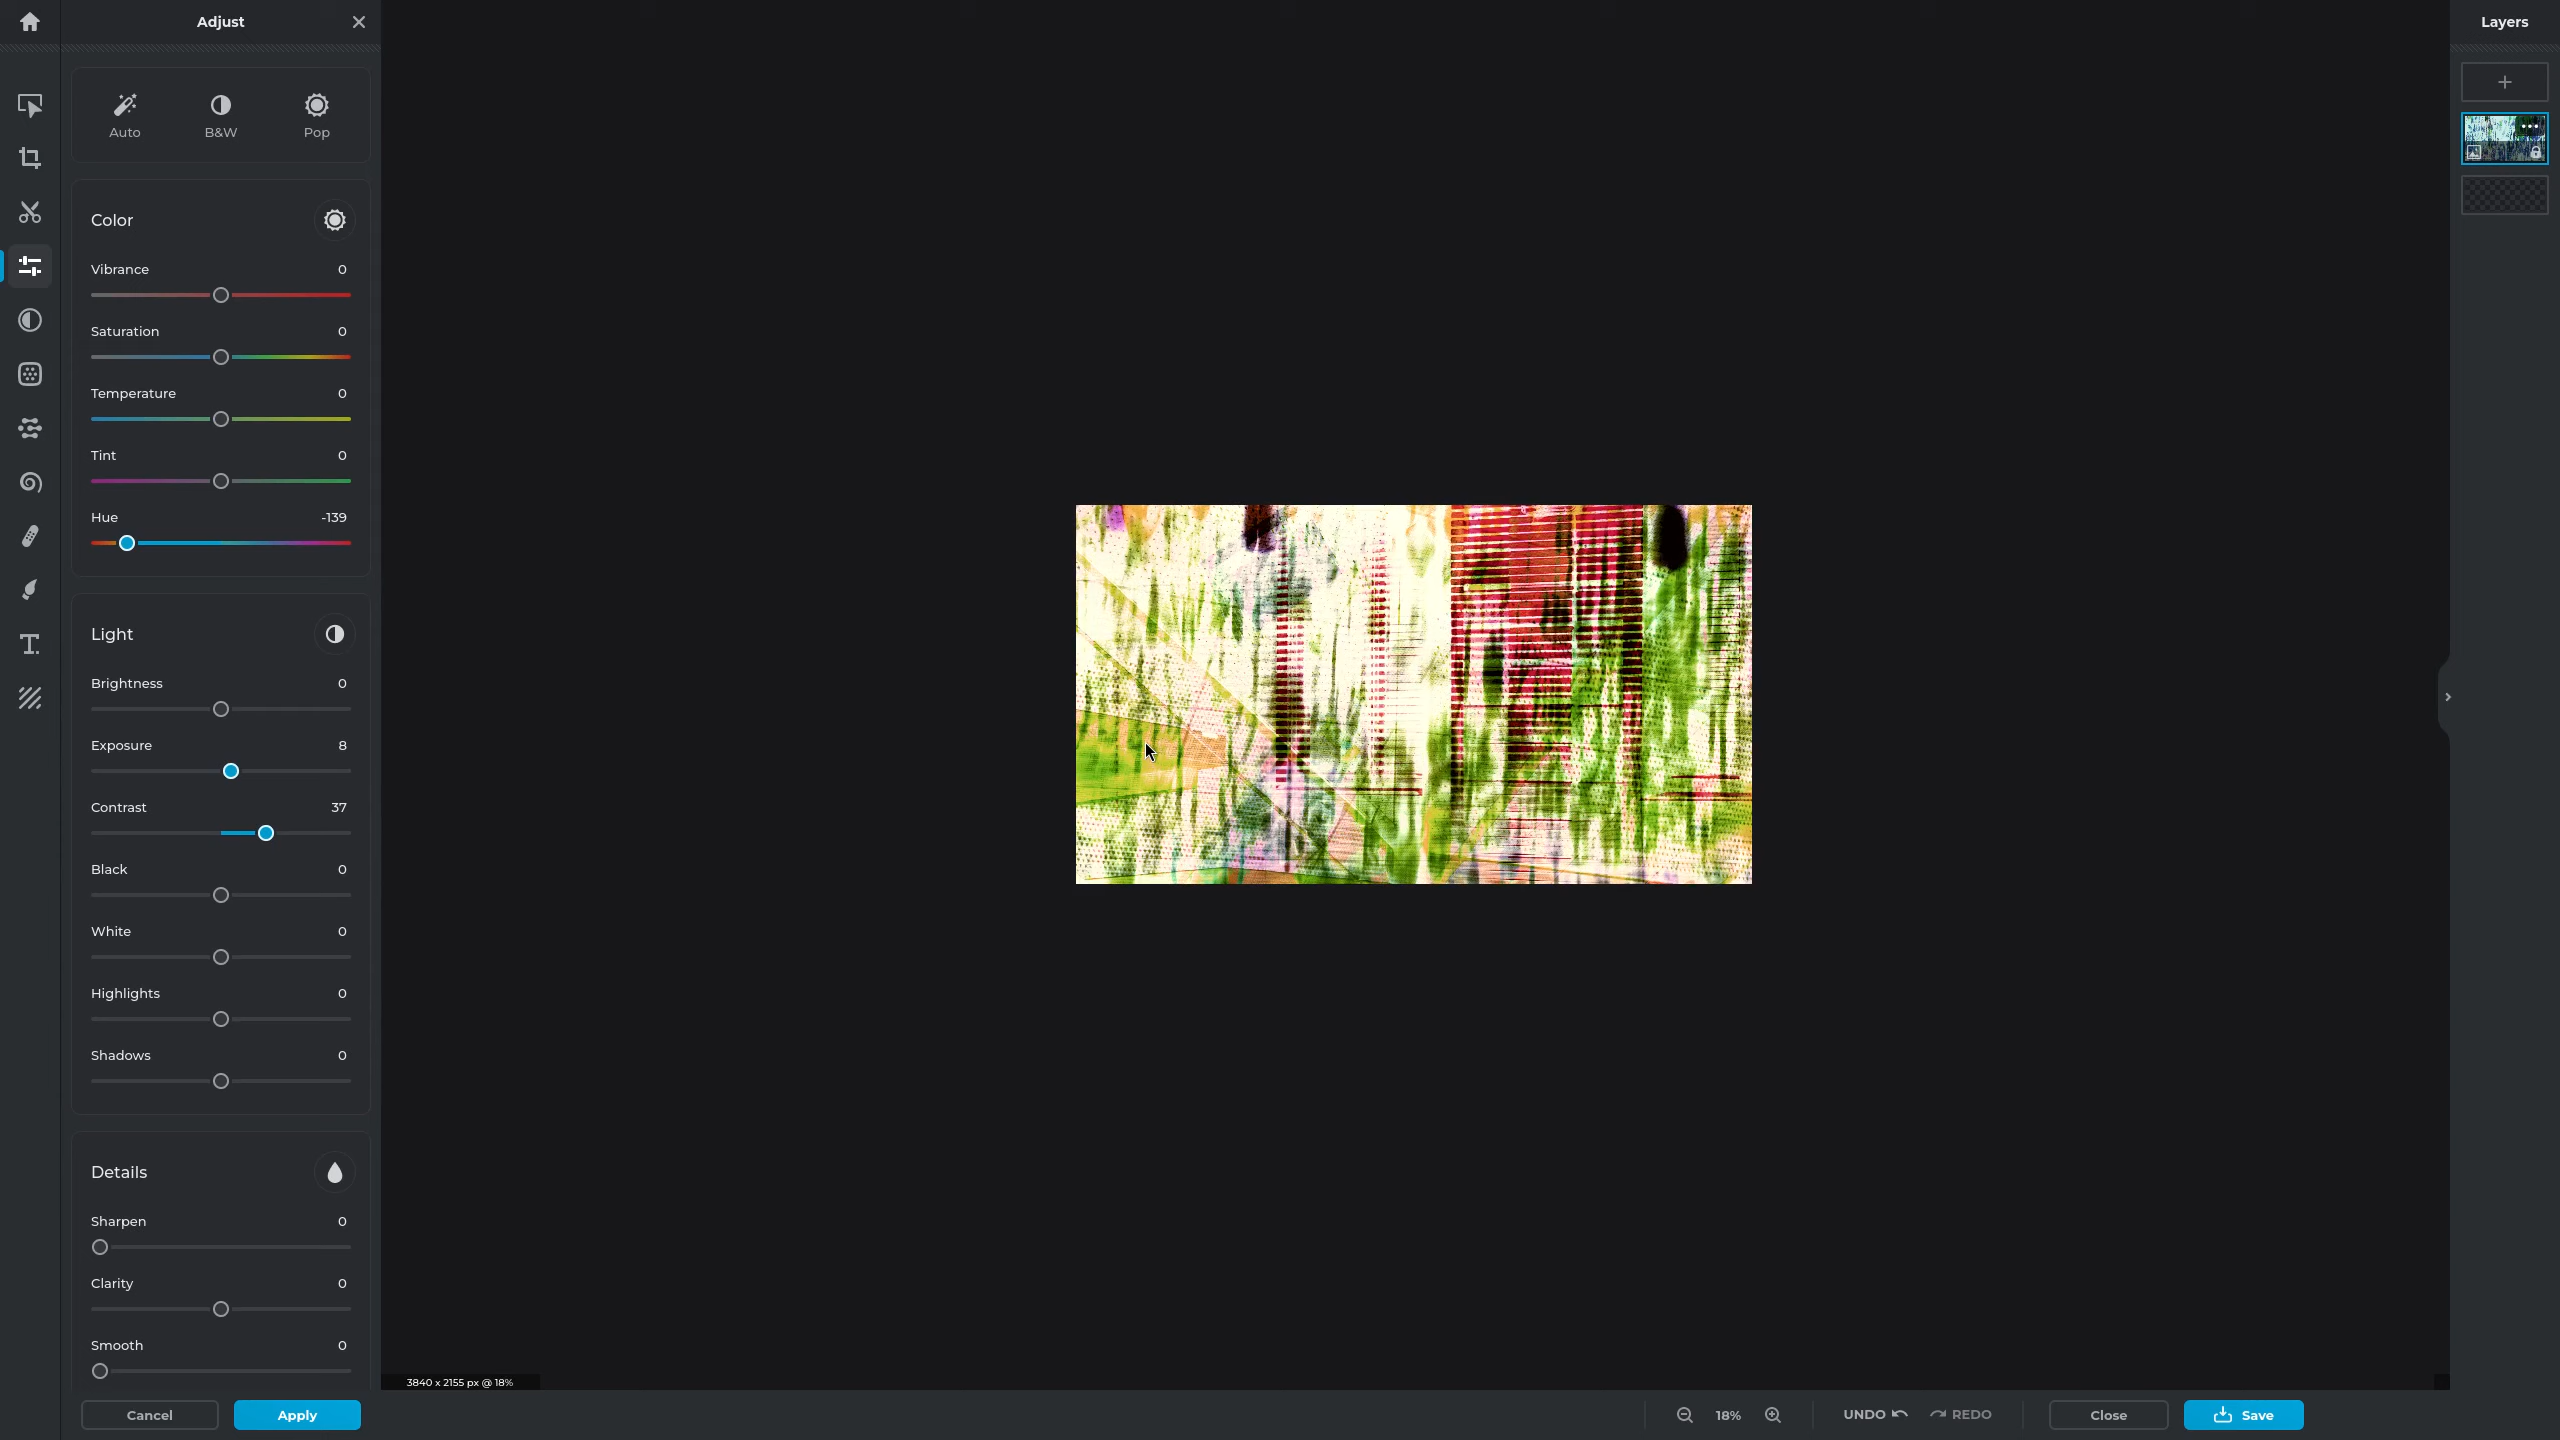 Adjust
Layers
Auto
B&W
Pop
Color
Vibrance 0
Saturation 0
Temperature 0
Tint 0
Hue -139
Light
Brightness 0
Exposure 8
Contrast 37
Black 0
White 0
Highlights 0
Shadows 0
Details
Sharpen 0
Clarity 0
Smooth 0
3840 x 2155 px @ 18%
Cancel
Apply
18%
UNDO
REDO
Close
Save